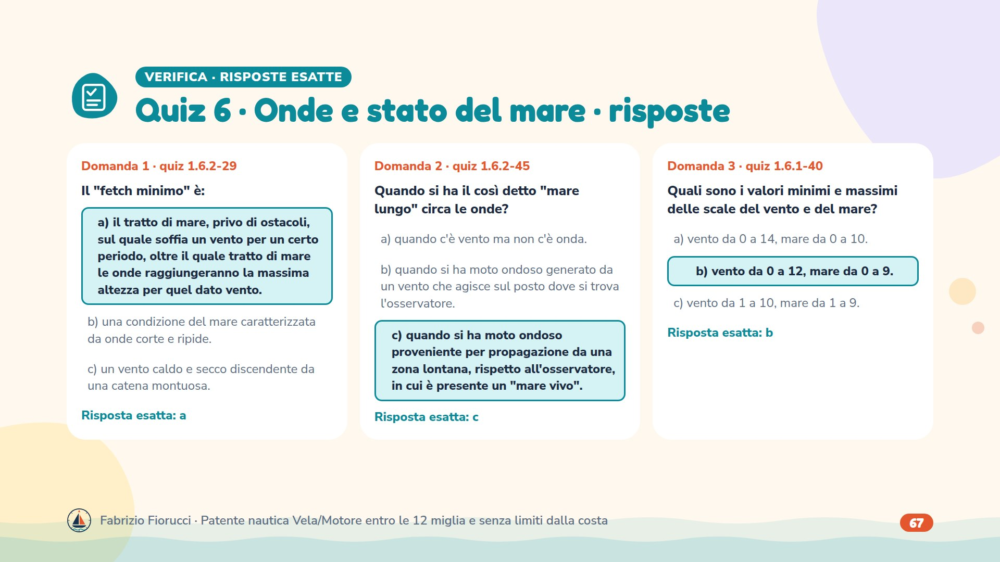 VERIFICA · RISPOSTE ESATTE
Quiz 6 · Onde e stato del mare · risposte
Domanda 1 · quiz 1.6.2-29
Il "fetch minimo" è:
a) il tratto di mare, privo di ostacoli,
sul quale soffia un vento per un certo
periodo, oltre il quale tratto di mare
le onde raggiungeranno la massima
altezza per quel dato vento.
b) una condizione del mare caratterizzata
da onde corte e ripide.
c) un vento caldo e secco discendente da
una catena montuosa.
Risposta esatta: a
Domanda 2 · quiz 1.6.2-45
Quando si ha il così detto "mare
lungo" circa le onde?
a) quando c'è vento ma non c'è onda.
b) quando si ha moto ondoso generato da
un vento che agisce sul posto dove si trova
l'osservatore.
c) quando si ha moto ondoso
proveniente per propagazione da una
zona lontana, rispetto all'osservatore,
in cui è presente un "mare vivo".
Risposta esatta: c
Domanda 3 · quiz 1.6.1-40
Quali sono i valori minimi e massimi
delle scale del vento e del mare?
a) vento da 0 a 14, mare da 0 a 10.
b) vento da 0 a 12, mare da 0 a 9.
c) vento da 1 a 10, mare da 1 a 9.
Risposta esatta: b
Fabrizio Fiorucci · Patente nautica Vela/Motore entro le 12 miglia e senza limiti dalla costa
67